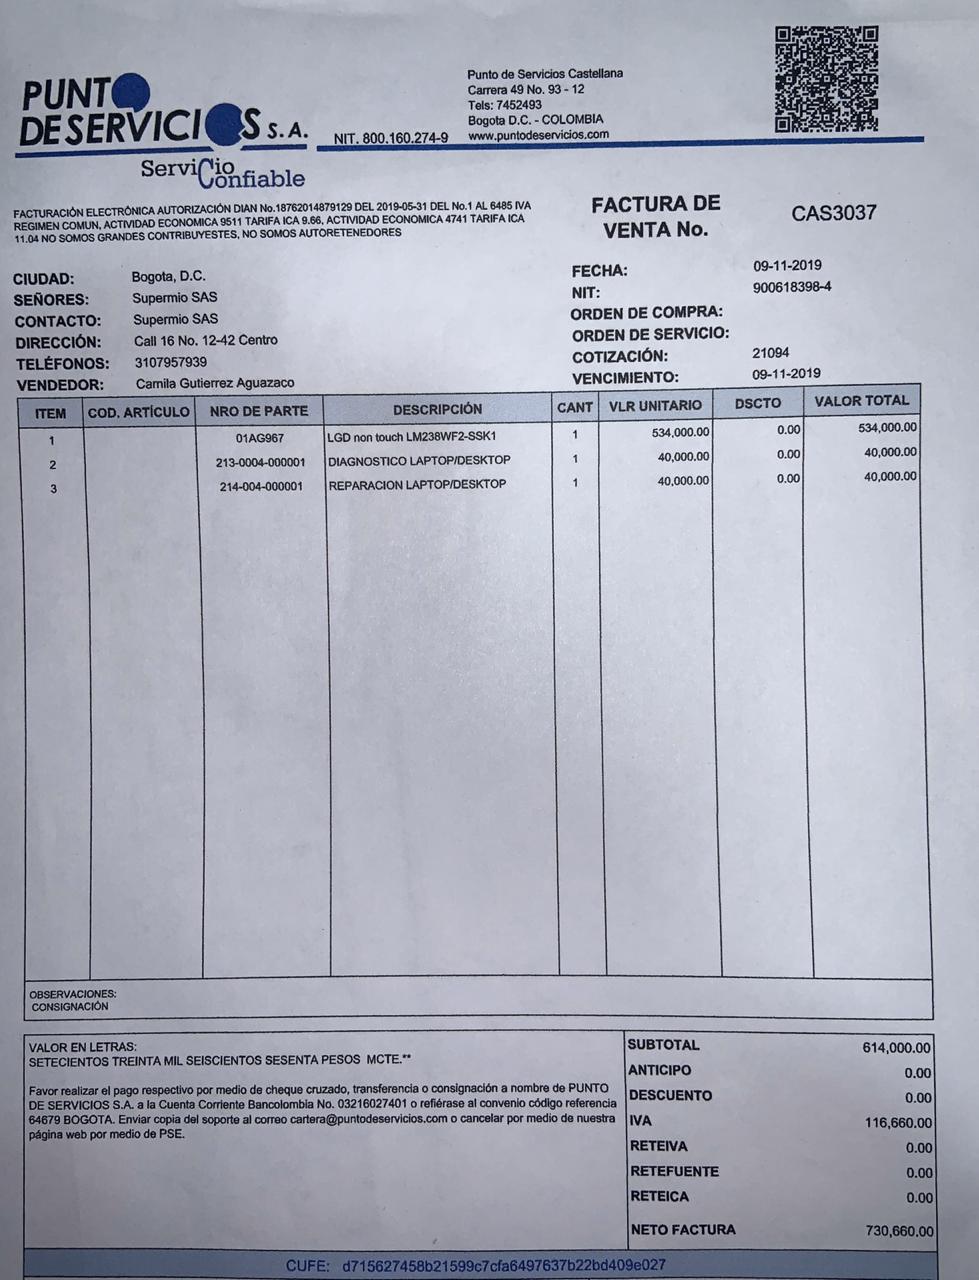 PUNTO
DE SERVICIOS S.A.
Servicio
Confiable
NIT. 800.160.274-9
Punto de Servicios Castellana
Carrera 49 No. 93 - 12
Tels: 7452493
Bogota D.C. - COLOMBIA
www.puntodeservicios.com
FACTURACIÓN ELECTRÓNICA AUTORIZACIÓN DIAN No.18762014879129 DEL 2019-05-31 DEL No.1 AL 6485 IVA
REGIMEN COMUN, ACTIVIDAD ECONOMICA 9511 TARIFA ICA 9.66, ACTIVIDAD ECONOMICA 4741 TARIFA ICA
11.04 NO SOMOS GRANDES CONTRIBUYESTES, NO SOMOS AUTORETENEDORES
FACTURA DE
VENTA No.
CAS3037
CIUDAD: Bogota, D.C.
SEÑORES: Supermio SAS
CONTACTO: Supermio SAS
DIRECCIÓN: Call 16 No. 12-42 Centro
TELÉFONOS: 3107957939
VENDEDOR: Camila Gutierrez Aguazaco
FECHA: 09-11-2019
NIT: 900618398-4
ORDEN DE COMPRA:
ORDEN DE SERVICIO:
COTIZACIÓN: 21094
VENCIMIENTO: 09-11-2019
ITEM COD. ARTÍCULO NRO DE PARTE DESCRIPCIÓN CANT VLR UNITARIO DSCTO VALOR TOTAL
1 01AG967 LGD non touch LM238WF2-SSK1 1 534,000.00 0.00 534,000.00
2 213-0004-000001 DIAGNOSTICO LAPTOP/DESKTOP 1 40,000.00 0.00 40,000.00
3 214-004-000001 REPARACION LAPTOP/DESKTOP 1 40,000.00 0.00 40,000.00
OBSERVACIONES:
CONSIGNACIÓN
VALOR EN LETRAS:
SETECIENTOS TREINTA MIL SEISCIENTOS SESENTA PESOS MCTE.**
Favor realizar el pago respectivo por medio de cheque cruzado, transferencia o consignación a nombre de PUNTO
DE SERVICIOS S.A. a la Cuenta Corriente Bancolombia No. 03216027401 o refiérase al convenio código referencia
64679 BOGOTA. Enviar copia del soporte al correo cartera@puntodeservicios.com o cancelar por medio de nuestra
página web por medio de PSE.
SUBTOTAL 614,000.00
ANTICIPO 0.00
DESCUENTO 0.00
IVA 116,660.00
RETEIVA 0.00
RETEFUENTE 0.00
RETEICA 0.00
NETO FACTURA 730,660.00
CUFE: d715627458b21599c7cfa6497637b22bd409e027